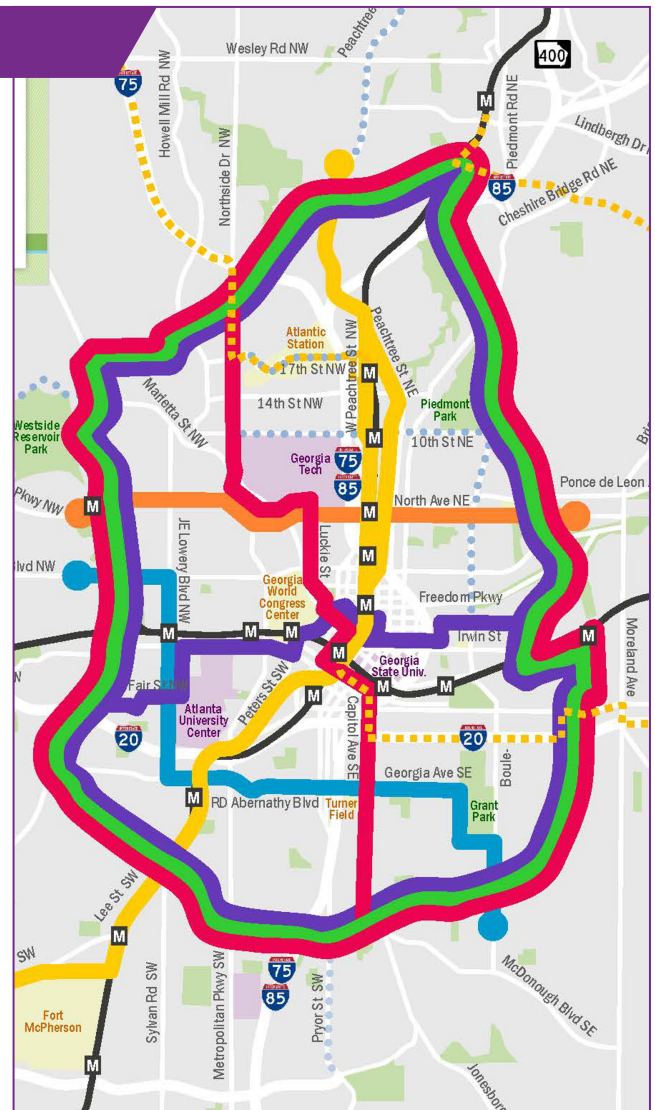 Wesley Rd NW
Peachtree
400
75
Howell Mill Rd NW
Northside Dr NW
M
Piedmont Rd NE
Lindbergh Dr
85
Cheshire Bridge Rd NE
Atlantic
Station
17th St NW
W Peachtree St NW
Peachtree St NE
M
Marietta St NW
14th St NW
Piedmont
Park
M
10th St NE
Westside
Reservoir
Park
Georgia
Tech
75
85
Ponce de Leon
Pkwy NW
M
North Ave NE
M
JE Lowery Blvd NW
Luckie St
M
Blvd NW
Georgia
World
Congress
Center
Freedom Pkwy
M
Irwin St
M
M
M
M
M
Moreland Ave
Georgia
State Univ.
Fair St NW
Peters St SW
M
M
M
Atlanta
University
Center
Capitol Ave SE
20
20
Boule-
Georgia Ave SE
M
RD Abernathy Blvd
Turner
Field
Grant
Park
Lee St SW
M
SW
75
85
McDonough Blvd SE
Sylvan Rd SW
Metropolitan Pkwy SW
Pryor St SW
Fort
McPherson
M
Jonesbor